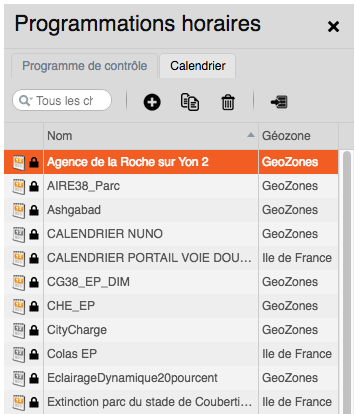 Programmations horaires
Programme de contrôle Calendrier
Tous les ch
Nom Géozone
Agence de la Roche sur Yon 2 GeoZones
AIRE38_Parc GeoZones
Ashgabad GeoZones
CALENDRIER NUNO GeoZones
CALENDRIER PORTAIL VOIE DOU... Ile de France
CG38_EP_DIM GeoZones
CHE_EP GeoZones
CityCharge GeoZones
Colas EP Ile de France
EclairageDynamique20pourcent GeoZones
Extinction parc du stade de Couberti... Ile de France